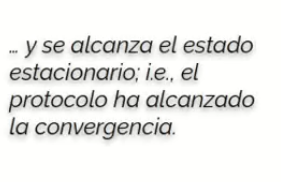 … y se alcanza el estado
estacionario; i.e., el
protocolo ha alcanzado
la convergencia.